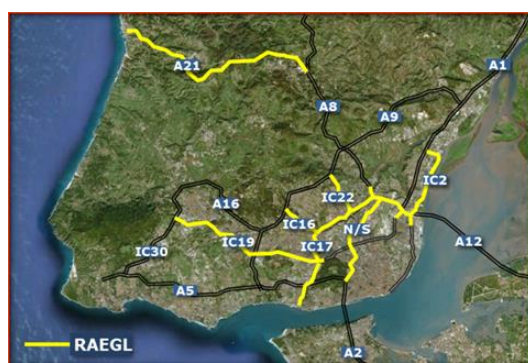 A1
A21
A8
A9
IC2
IC22
A16
IC16
N/S
IC19
IC17
A12
IC30
A5
A2
RAEGL